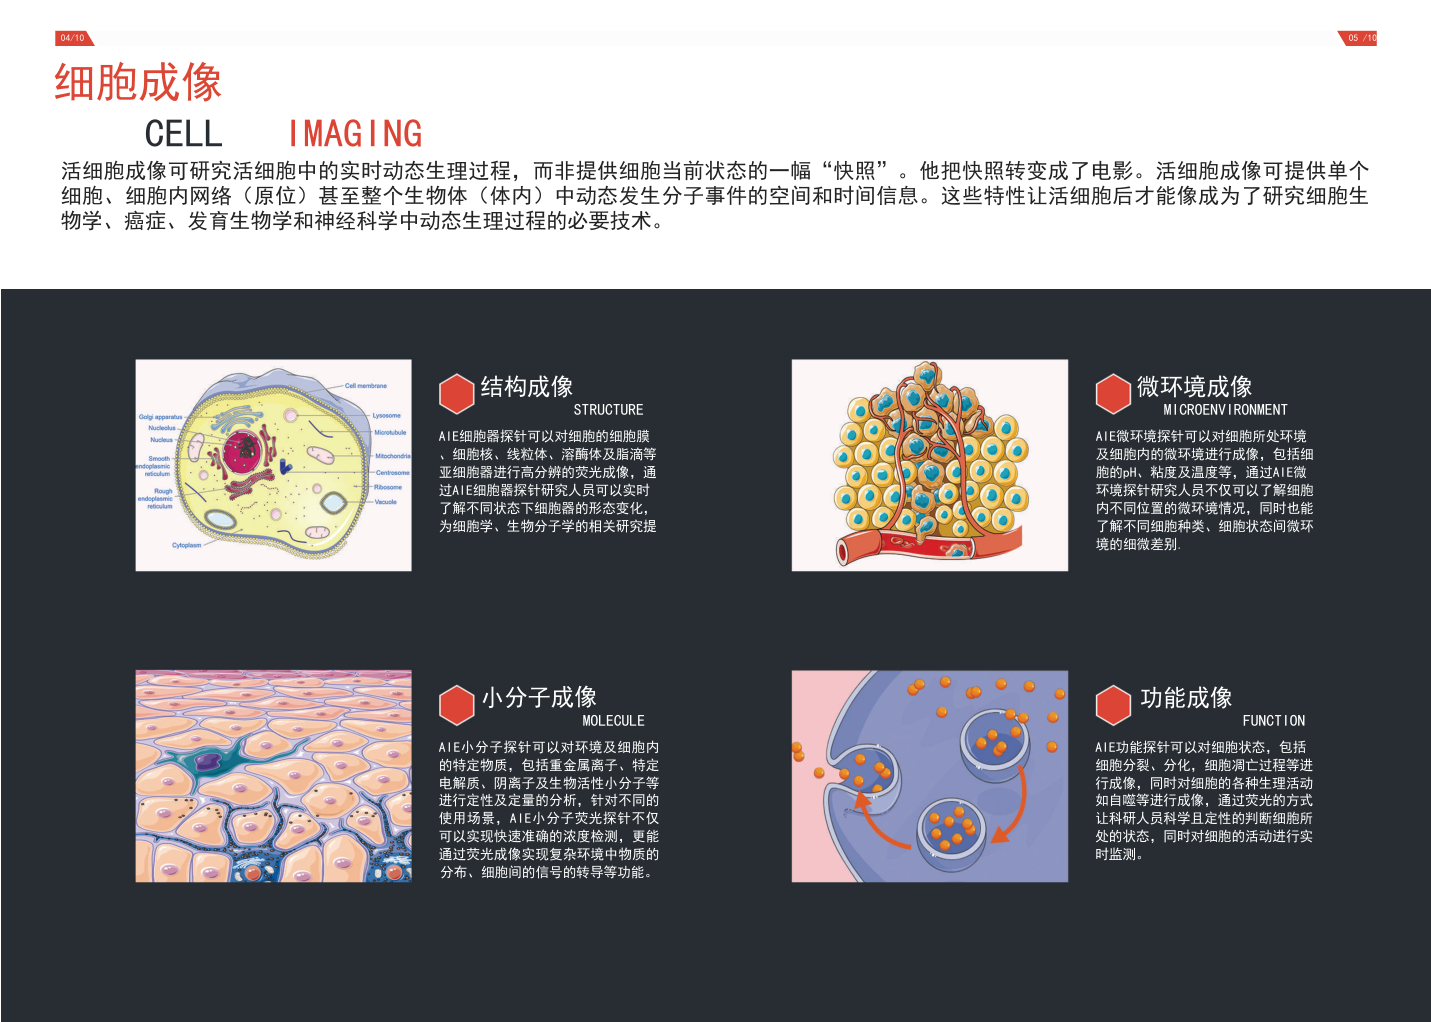 04/10
05 /10
细胞成像
CELL IMAGING
活细胞成像可研究活细胞中的实时动态生理过程，而非提供细胞当前状态的一幅“快照”。他把快照转变成了电影。活细胞成像可提供单个
细胞、细胞内网络（原位）甚至整个生物体（体内）中动态发生分子事件的空间和时间信息。这些特性让活细胞后才能像成为了研究细胞生
物学、癌症、发育生物学和神经科学中动态生理过程的必要技术。
Cell membrane
Golgi apparatus
Lysosome
Nucleolus
Microtubule
Nucleus
Mitochondria
Smooth
endoplasmic
reticulum
Centrosome
Ribosome
Rough
endoplasmic
reticulum
Vacuole
Cytoplasm
结构成像
STRUCTURE
AIE细胞器探针可以对细胞的细胞膜
、细胞核、线粒体、溶酶体及脂滴等
亚细胞器进行高分辨的荧光成像，通
过AIE细胞器探针研究人员可以实时
了解不同状态下细胞器的形态变化，
为细胞学、生物分子学的相关研究提
微环境成像
MICROENVIRONMENT
AIE微环境探针可以对细胞所处环境
及细胞内的微环境进行成像，包括细
胞的pH、粘度及温度等，通过AIE微
环境探针研究人员不仅可以了解细胞
内不同位置的微环境情况，同时也能
了解不同细胞种类、细胞状态间微环
境的细微差别.
小分子成像
MOLECULE
AIE小分子探针可以对环境及细胞内
的特定物质，包括重金属离子、特定
电解质、阴离子及生物活性小分子等
进行定性及定量的分析，针对不同的
使用场景，AIE小分子荧光探针不仅
可以实现快速准确的浓度检测，更能
通过荧光成像实现复杂环境中物质的
分布、细胞间的信号的转导等功能。
功能成像
FUNCTION
AIE功能探针可以对细胞状态，包括
细胞分裂、分化，细胞凋亡过程等进
行成像，同时对细胞的各种生理活动
如自噬等进行成像，通过荧光的方式
让科研人员科学且定性的判断细胞所
处的状态，同时对细胞的活动进行实
时监测。